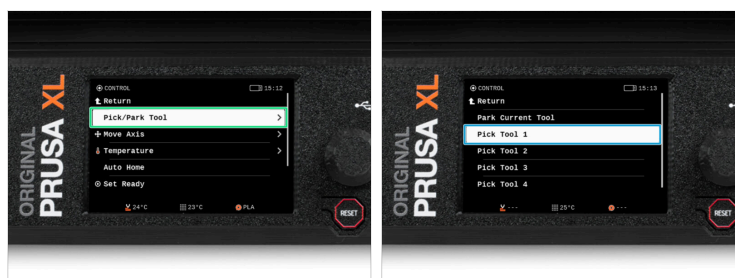 ORIGINAL
PRUSA XL
CONTROL 15:12
Return
Pick/Park Tool
Move Axis
Temperature
Auto Home
Set Ready
24°C 23°C PLA
RESET
ORIGINAL
PRUSA XL
CONTROL 15:13
Return
Park Current Tool
Pick Tool 1
Pick Tool 2
Pick Tool 3
Pick Tool 4
--- 25°C ---
RESET